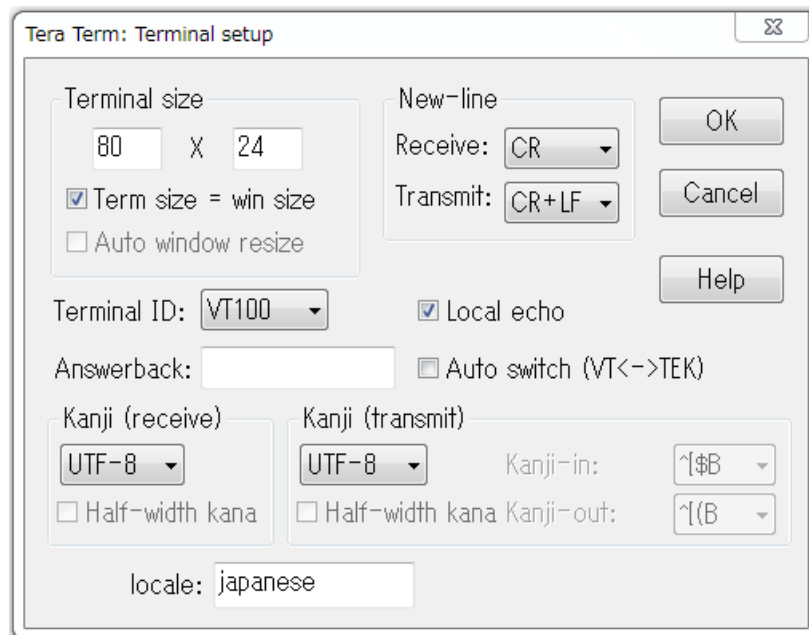 Tera Term: Terminal setup
Terminal size
80 X 24
Term size = win size
Auto window resize
New-line
Receive: CR
Transmit: CR+LF
OK
Cancel
Help
Terminal ID: VT100
Local echo
Answerback:
Auto switch (VT<->TEK)
Kanji (receive)
UTF-8
Half-width kana
Kanji (transmit)
UTF-8
Half-width kana
Kanji-in: ^[$B
Kanji-out: ^[(B
locale: japanese